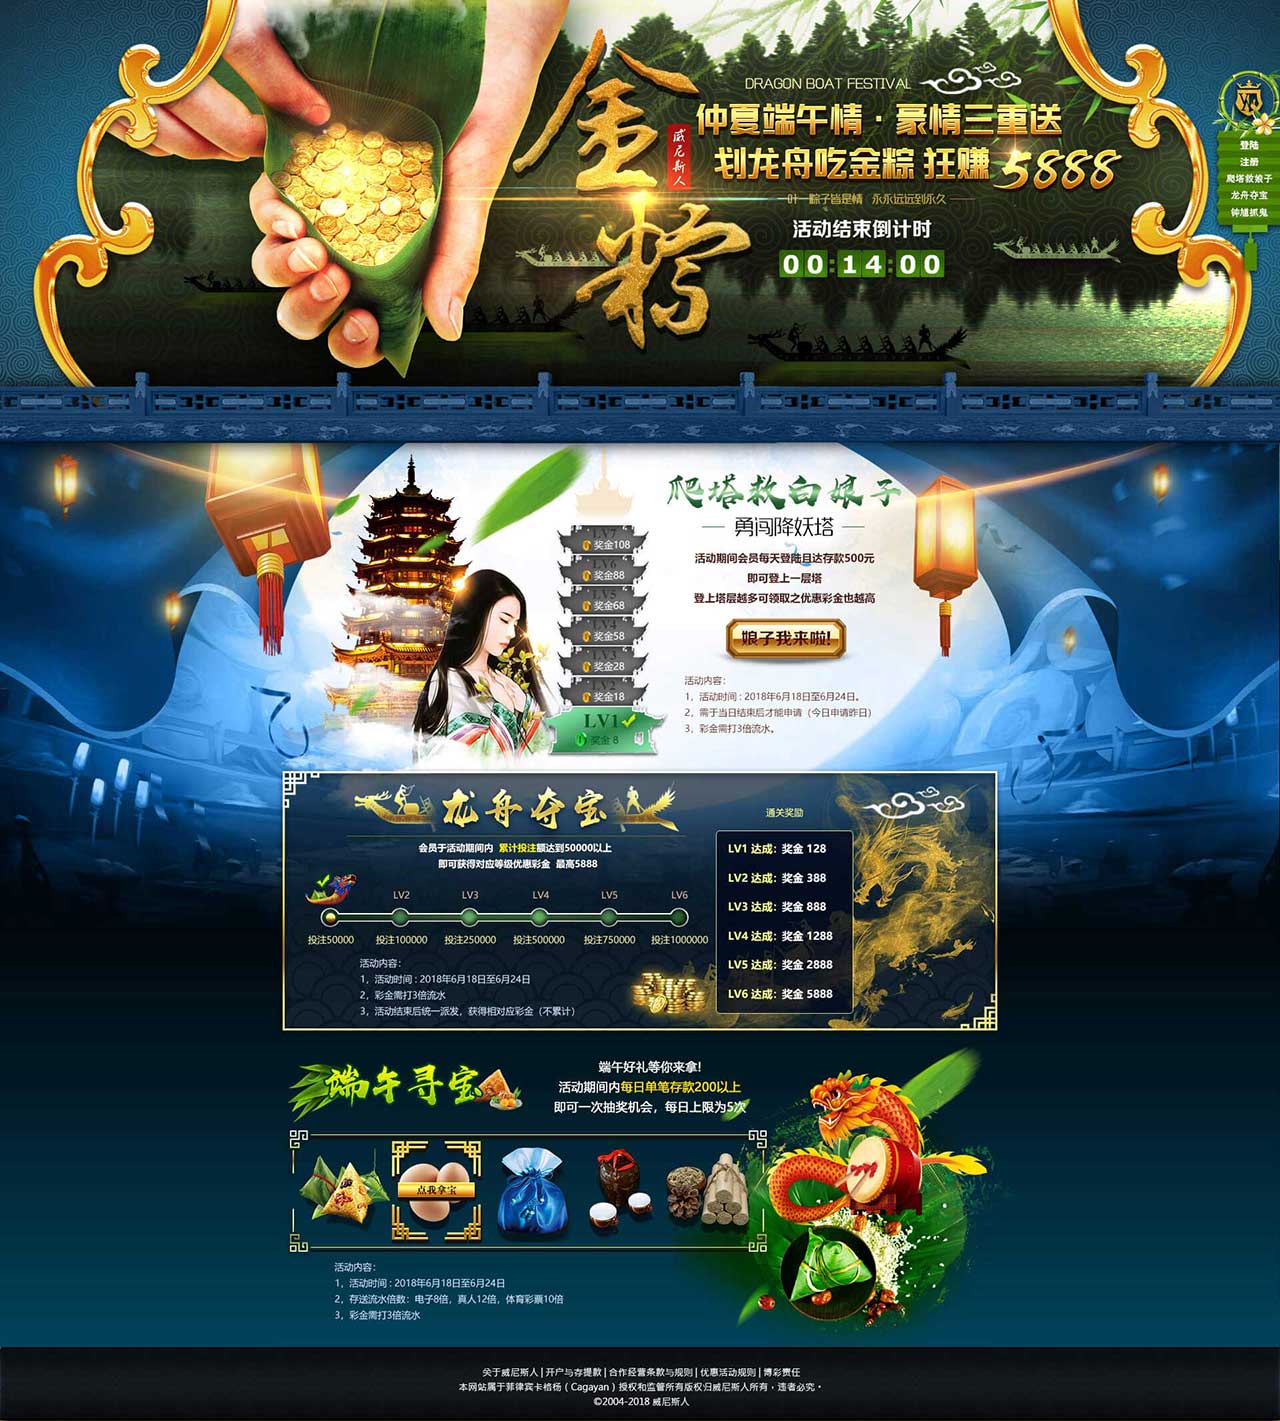 金粽
威尼斯人
DRAGON BOAT FESTIVAL
仲夏端午情·豪情三重送
划龙舟吃金粽 狂赚5888
一叶一粽子皆是情 永永远远到永久
活动结束倒计时
00:14:00
登陆
注册
爬塔救娘子
龙舟夺宝
钟馗抓鬼
爬塔救白娘子
勇闯降妖塔
活动期间会员每天登陆且达存款500元
即可登上一层塔
登上塔层越多可领取之优惠彩金也越高
娘子我来啦!
活动内容:
1，活动时间 : 2018年6月18日至6月24日。
2，需于当日结束后才能申请（今日申请昨日）
3，彩金需打3倍流水。
LV7
奖金108
LV6
奖金88
LV5
奖金68
LV4
奖金58
LV3
奖金28
LV2
奖金18
LV1
奖金 8
龙舟夺宝
会员于活动期间内 累计投注额达到50000以上
即可获得对应等级优惠彩金 最高5888
LV2 LV3 LV4 LV5 LV6
投注50000 投注100000 投注250000 投注500000 投注750000 投注1000000
活动内容:
1，活动时间 : 2018年6月18日至6月24日
2，彩金需打3倍流水
3，活动结束后统一派发，获得相对应彩金（不累计）
通关奖励
LV1 达成：奖金 128
LV2 达成：奖金 388
LV3 达成：奖金 888
LV4 达成：奖金 1288
LV5 达成：奖金 2888
LV6 达成：奖金 5888
端午寻宝
端午好礼等你来拿!
活动期间内每日单笔存款200以上
即可一次抽奖机会，每日上限为5次
点我拿宝
活动内容:
1，活动时间 : 2018年6月18日至6月24日
2，存送流水倍数：电子8倍，真人12倍，体育彩票10倍
3，彩金需打3倍流水
关于威尼斯人 | 开户与存提款 | 合作经营条款与规则 | 优惠活动规则 | 博彩责任
本网站属于菲律宾卡格杨（Cagayan）授权和监管所有版权归威尼斯人所有，违者必究。
©2004-2018 威尼斯人